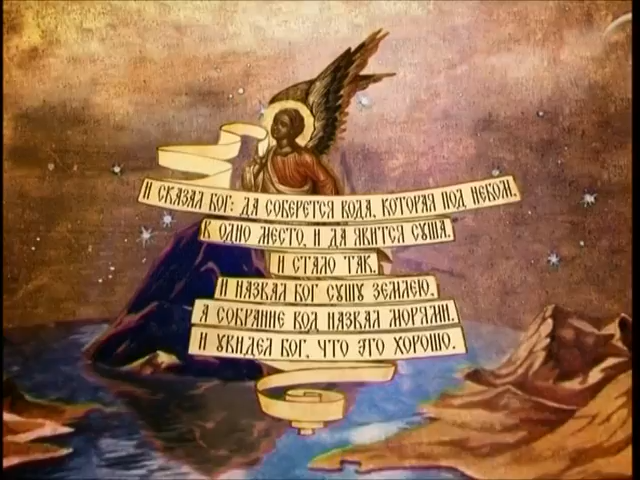 И СКАЗАЛ БОГ: ДА СОБЕРЕТСЯ ВОДА, КОТОРАЯ ПОД НЕБОМ,
В ОДНО МЕСТО, И ДА ЯВИТСЯ СУША.
И СТАЛО ТАК.
И НАЗВАЛ БОГ СУШУ ЗЕМЛЕЮ,
А СОБРАНИЕ ВОД НАЗВАЛ МОРЯМИ.
И УВИДЕЛ БОГ, ЧТО ЭТО ХОРОШО.